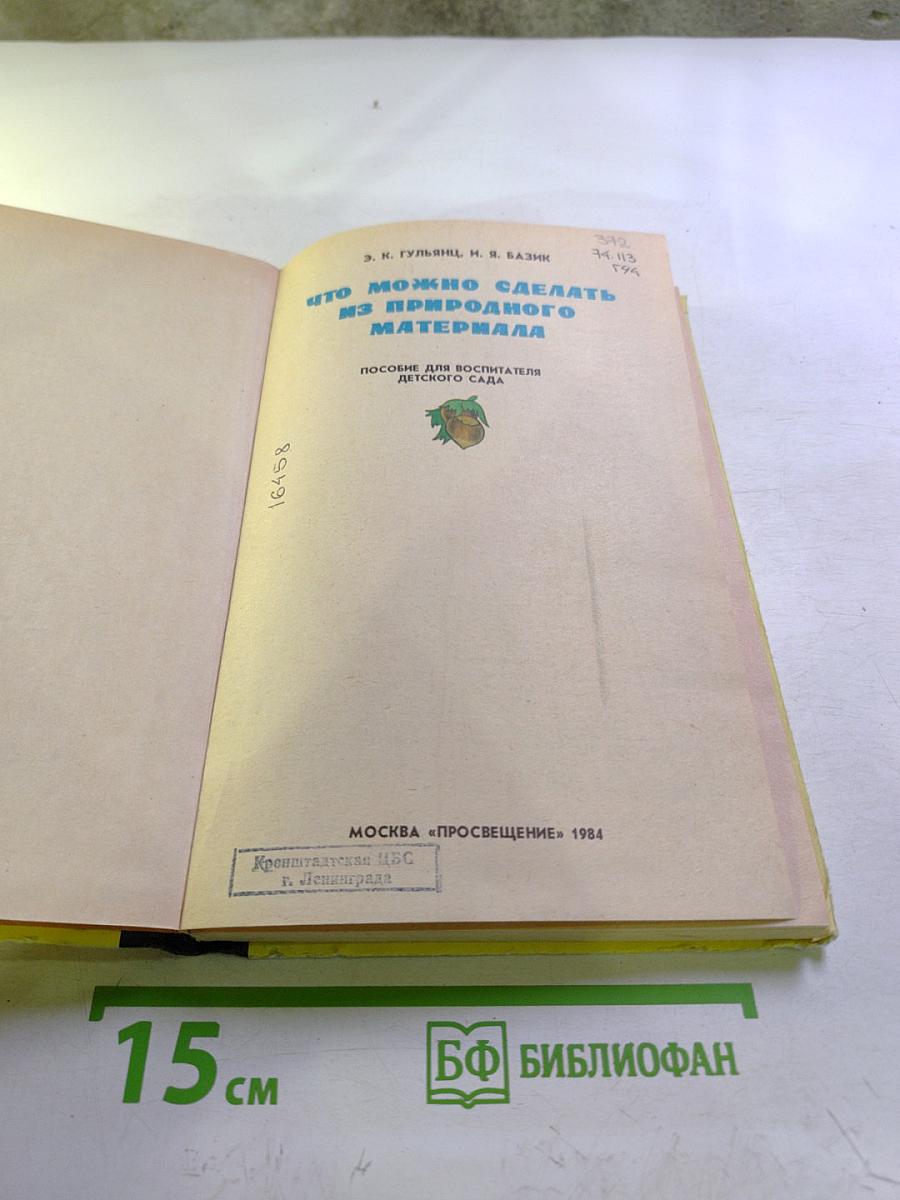 Э. К. ГУЛЬЯНЦ, И. Я. БАЗИК
372
74.113
Г94
ЧТО МОЖНО СДЕЛАТЬ
ИЗ ПРИРОДНОГО
МАТЕРИАЛА
ПОСОБИЕ ДЛЯ ВОСПИТАТЕЛЯ
ДЕТСКОГО САДА
16458
МОСКВА «ПРОСВЕЩЕНИЕ» 1984
Кронштадтская ЦБС
г. Ленинграда
15 см
БФ БИБЛИОФАН